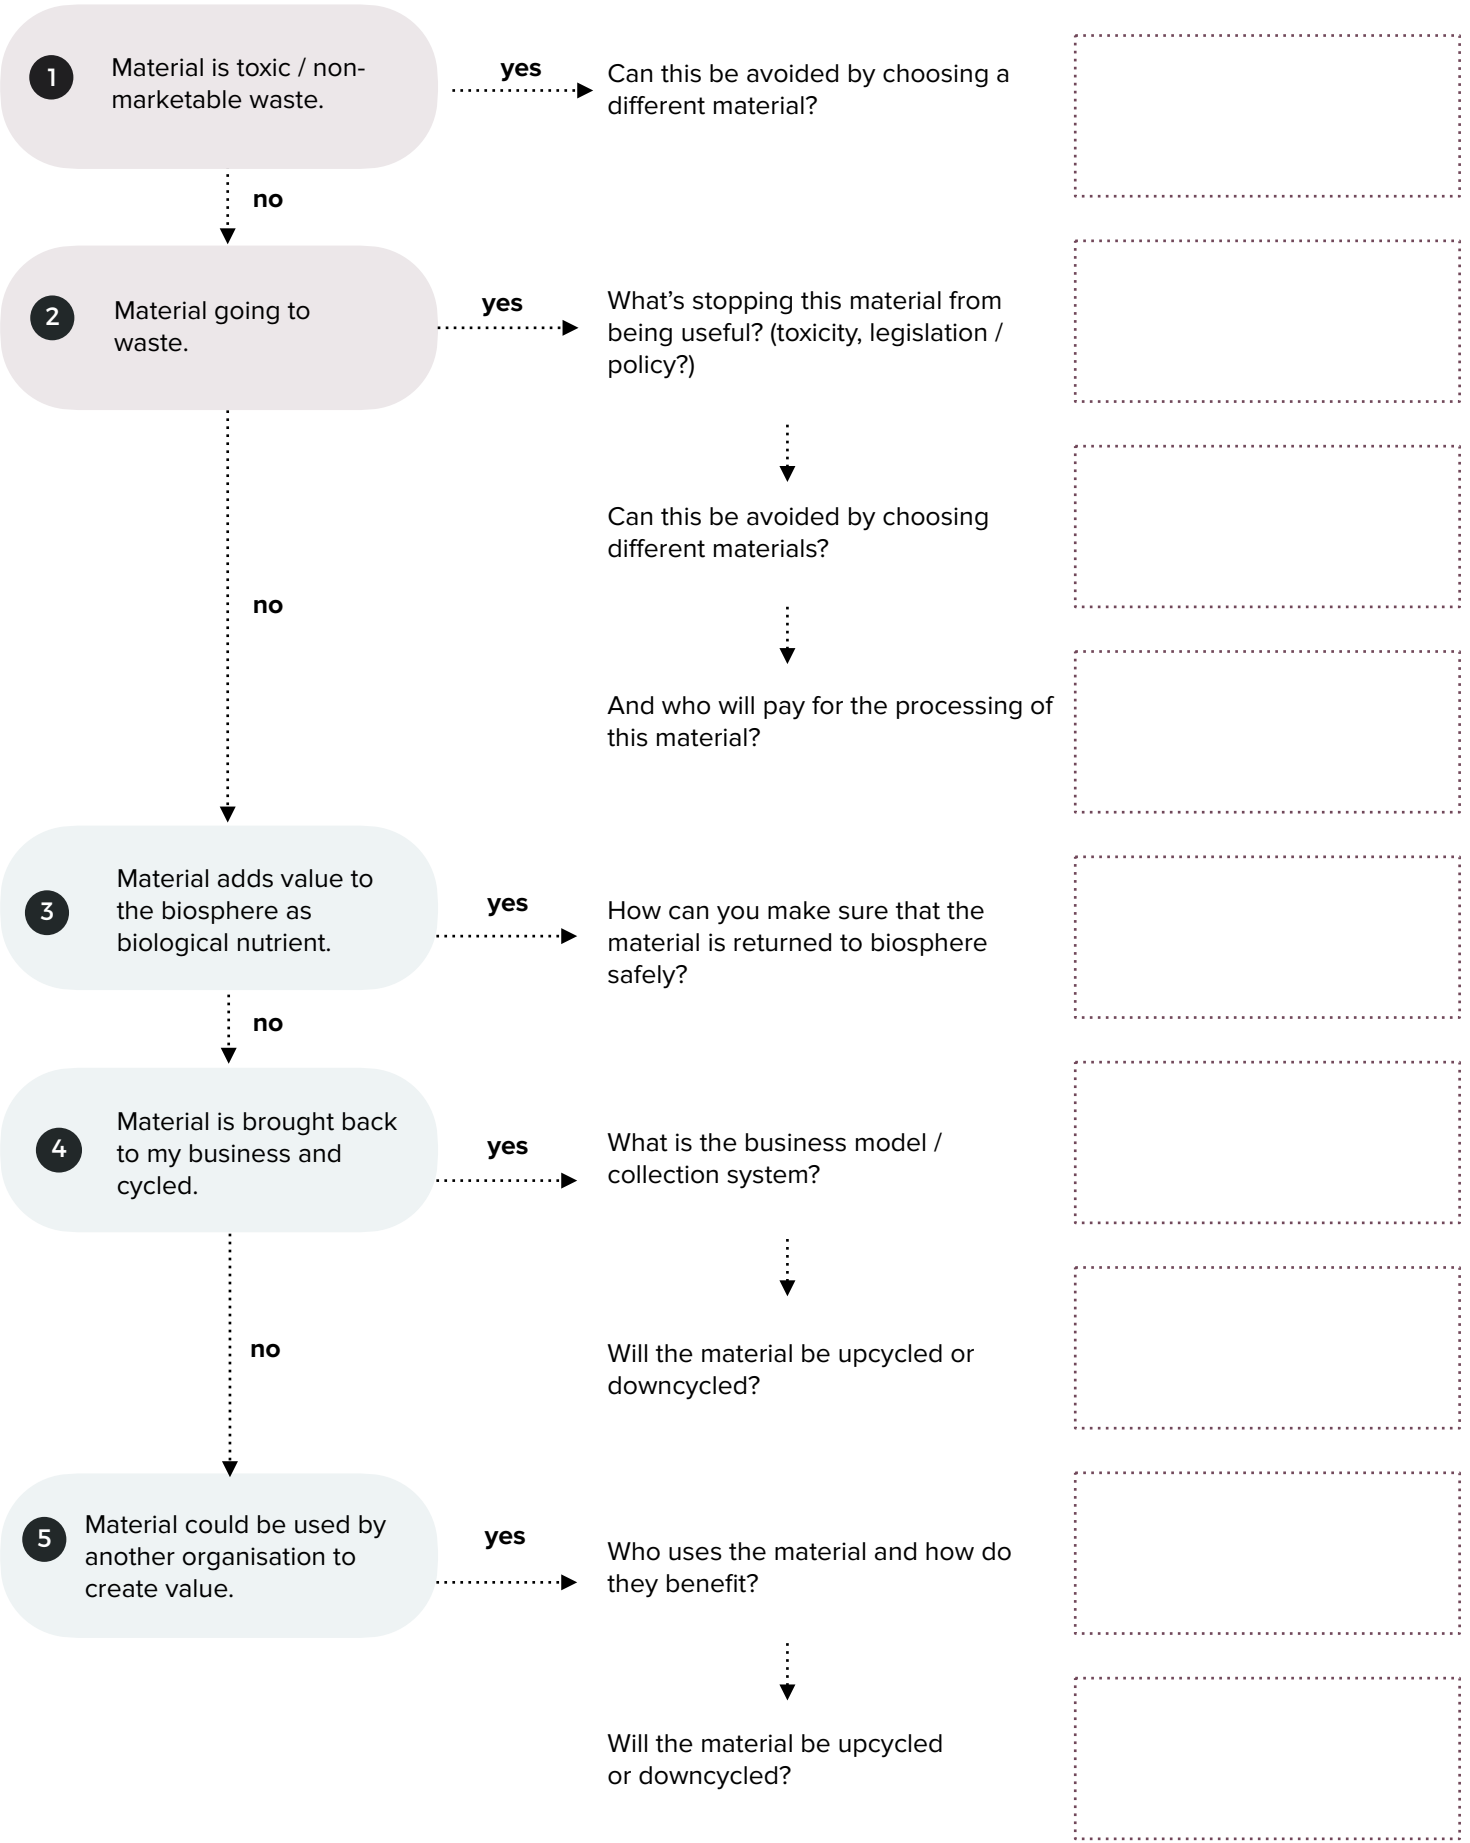 1
Material is toxic / non-
marketable waste.
yes
Can this be avoided by choosing a
different material?
no
2
Material going to
waste.
yes
What's stopping this material from
being useful? (toxicity, legislation /
policy?)
Can this be avoided by choosing
different materials?
no
And who will pay for the processing of
this material?
3
Material adds value to
the biosphere as
biological nutrient.
yes
How can you make sure that the
material is returned to biosphere
safely?
no
4
Material is brought back
to my business and
cycled.
yes
What is the business model /
collection system?
no
Will the material be upcycled or
downcycled?
5
Material could be used by
another organisation to
create value.
yes
Who uses the material and how do
they benefit?
Will the material be upcycled
or downcycled?